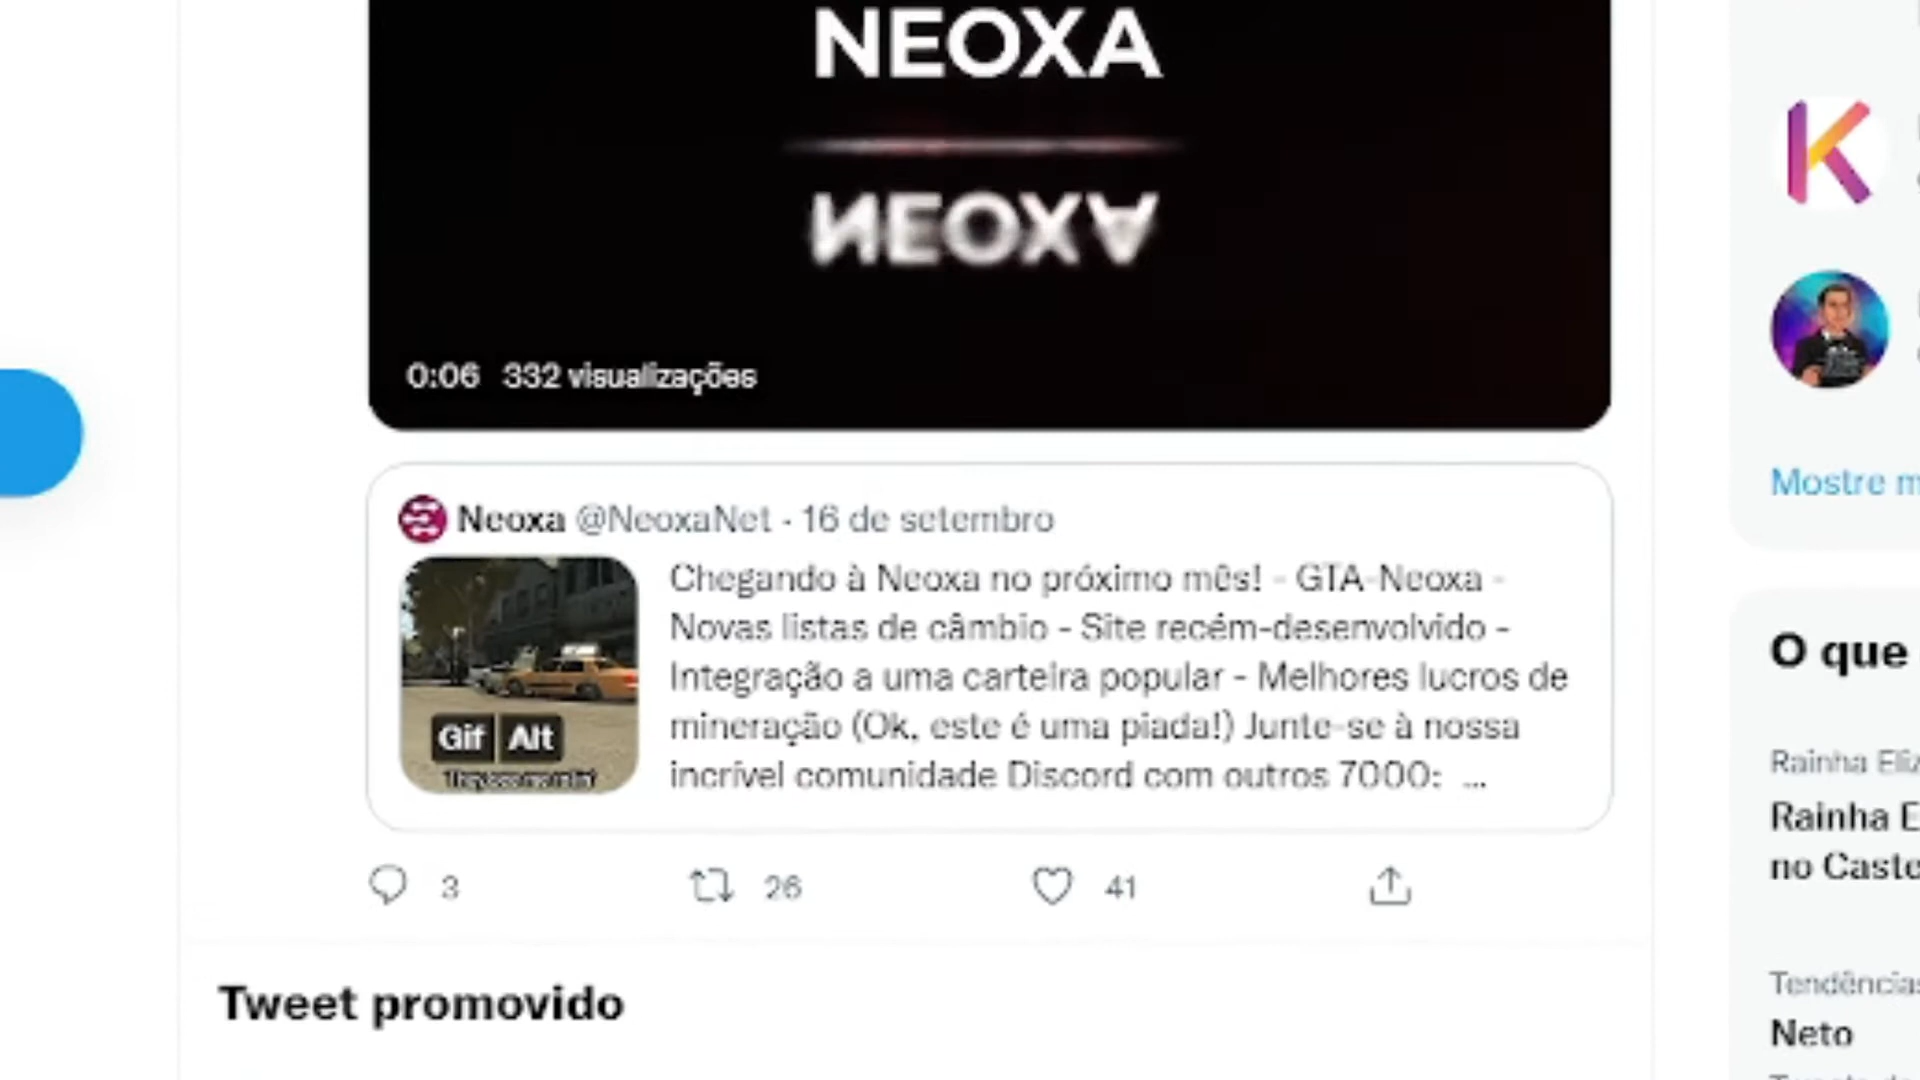 NEOXA
NEOXA
0:06 332 visualizações
Neoxa @NeoxaNet · 16 de setembro
Chegando à Neoxa no próximo mês! - GTA-Neoxa -
Novas listas de câmbio - Site recém-desenvolvido -
Integração a uma carteira popular - Melhores lucros de
mineração (Ok, este é uma piada!) Junte-se à nossa
incrível comunidade Discord com outros 7000: ...
Gif Alt
3 26 41
Tweet promovido
K
Mostre m
O que
Rainha Eliz
Rainha E
no Caste
Tendências
Neto